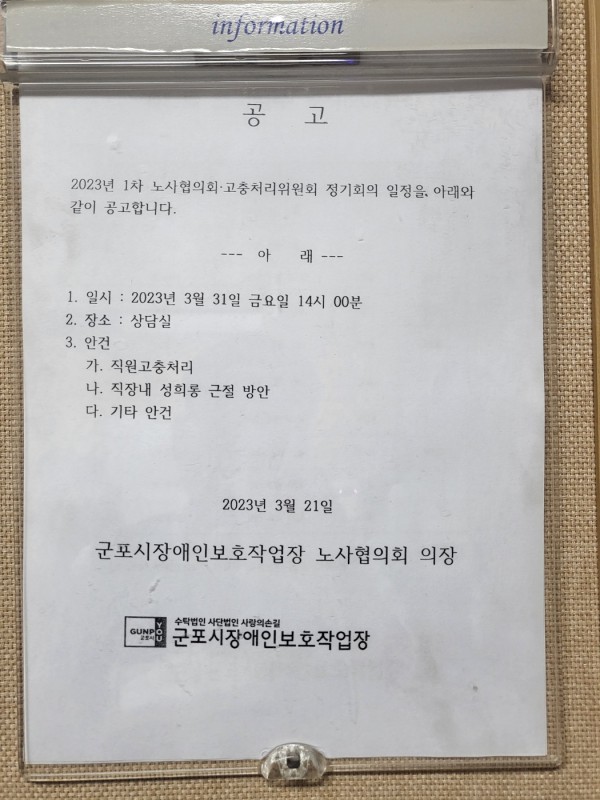 information
공 고
2023년 1차 노사협의회·고충처리위원회 정기회의 일정을 아래와
같이 공고합니다.
--- 아 래 ---
1. 일시 : 2023년 3월 31일 금요일 14시 00분
2. 장소 : 상담실
3. 안건
가. 직원고충처리
나. 직장내 성희롱 근절 방안
다. 기타 안건
2023년 3월 21일
군포시장애인보호작업장 노사협의회 의장
GUNPO YOU 군포시
수탁법인 사단법인 사랑의손길
군포시장애인보호작업장